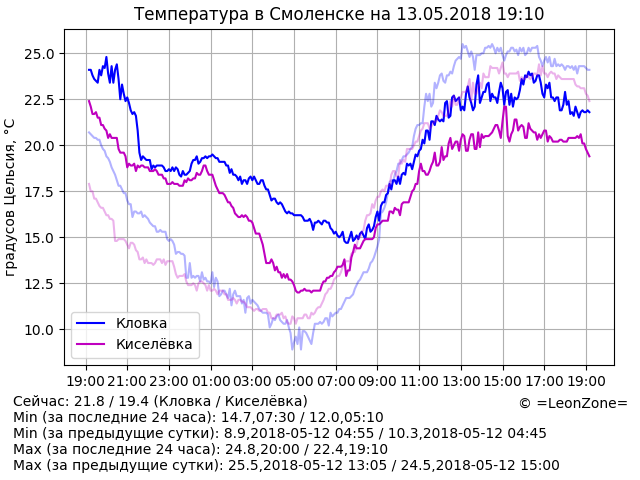 Температура в Смоленске на 13.05.2018 19:10
градусов Цельсия, °C
25.0
22.5
20.0
17.5
15.0
12.5
10.0
Кловка
Киселёвка
19:00 21:00 23:00 01:00 03:00 05:00 07:00 09:00 11:00 13:00 15:00 17:00 19:00
Сейчас: 21.8 / 19.4 (Кловка / Киселёвка)
© =LeonZone=
Min (за последние 24 часа): 14.7,07:30 / 12.0,05:10
Min (за предыдущие сутки): 8.9,2018-05-12 04:55 / 10.3,2018-05-12 04:45
Max (за последние 24 часа): 24.8,20:00 / 22.4,19:10
Max (за предыдущие сутки): 25.5,2018-05-12 13:05 / 24.5,2018-05-12 15:00